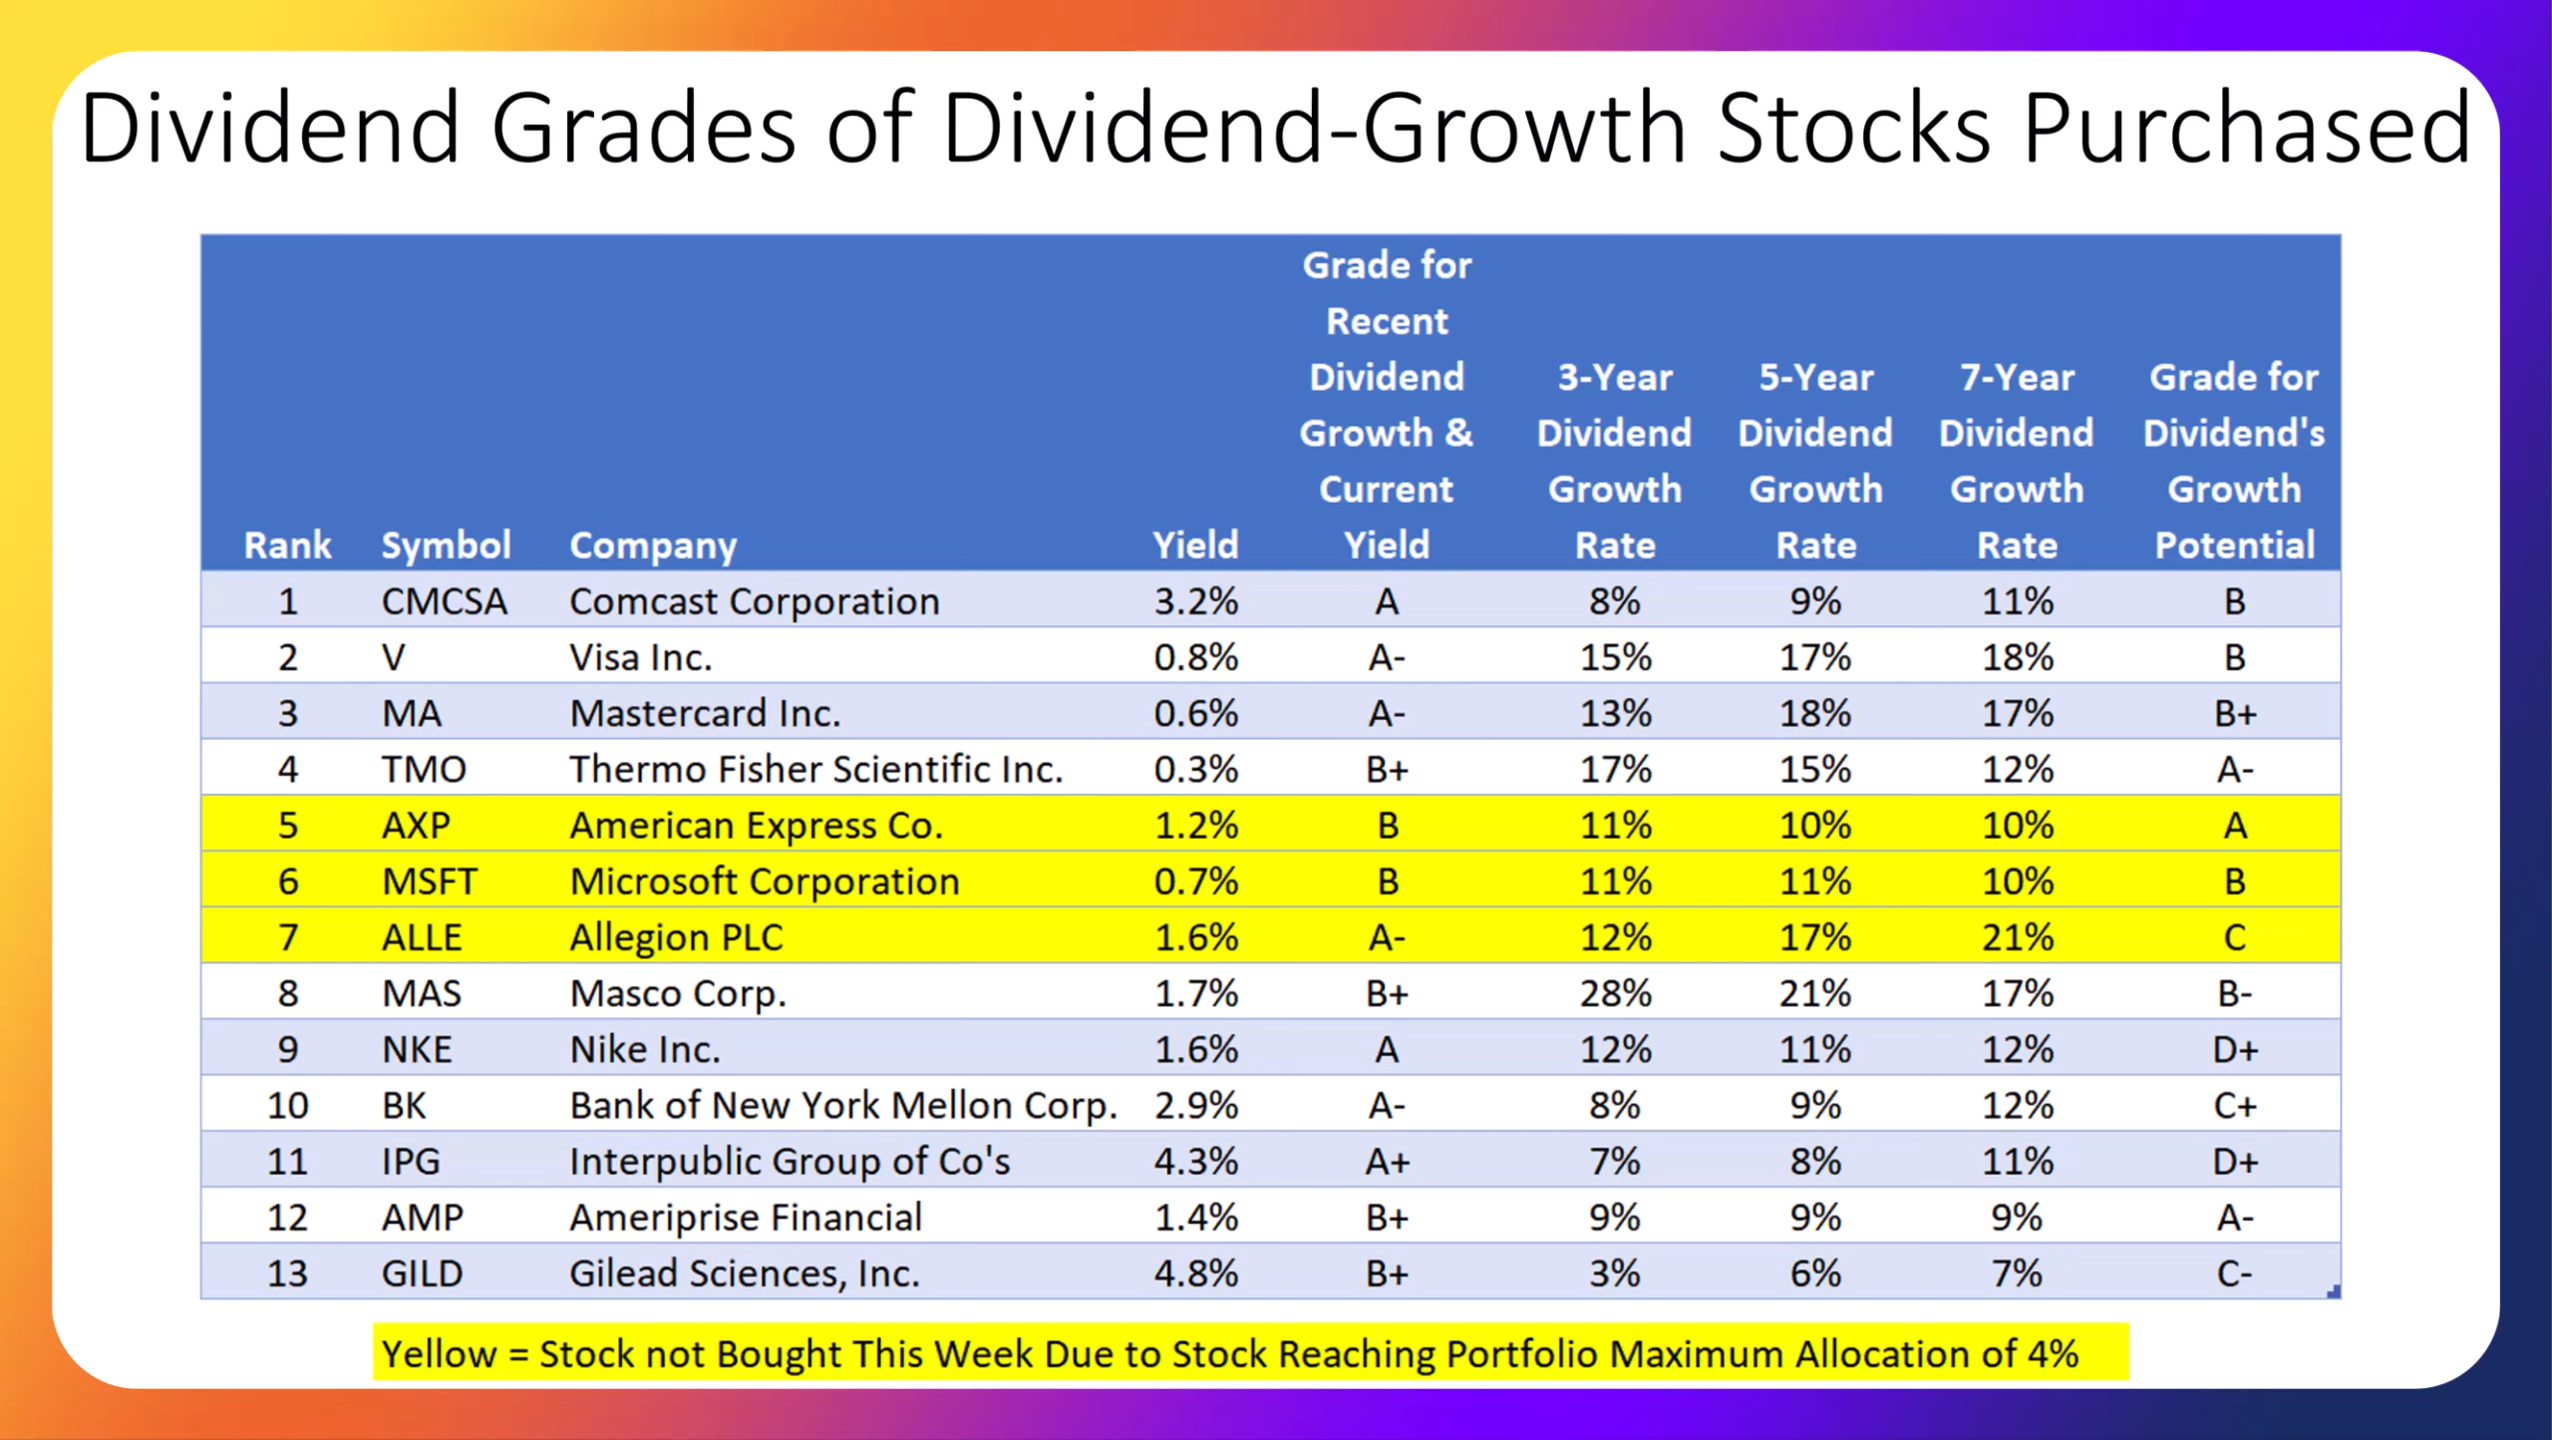 Dividend Grades of Dividend-Growth Stocks Purchased
Rank Symbol Company Yield Grade for Recent Dividend Growth & Current Yield 3-Year Dividend Growth Rate 5-Year Dividend Growth Rate 7-Year Dividend Growth Rate Grade for Dividend's Growth Potential
1 CMCSA Comcast Corporation 3.2% A 8% 9% 11% B
2 V Visa Inc. 0.8% A- 15% 17% 18% B
3 MA Mastercard Inc. 0.6% A- 13% 18% 17% B+
4 TMO Thermo Fisher Scientific Inc. 0.3% B+ 17% 15% 12% A-
5 AXP American Express Co. 1.2% B 11% 10% 10% A
6 MSFT Microsoft Corporation 0.7% B 11% 11% 10% B
7 ALLE Allegion PLC 1.6% A- 12% 17% 21% C
8 MAS Masco Corp. 1.7% B+ 28% 21% 17% B-
9 NKE Nike Inc. 1.6% A 12% 11% 12% D+
10 BK Bank of New York Mellon Corp. 2.9% A- 8% 9% 12% C+
11 IPG Interpublic Group of Co's 4.3% A+ 7% 8% 11% D+
12 AMP Ameriprise Financial 1.4% B+ 9% 9% 9% A-
13 GILD Gilead Sciences, Inc. 4.8% B+ 3% 6% 7% C-
Yellow = Stock not Bought This Week Due to Stock Reaching Portfolio Maximum Allocation of 4%